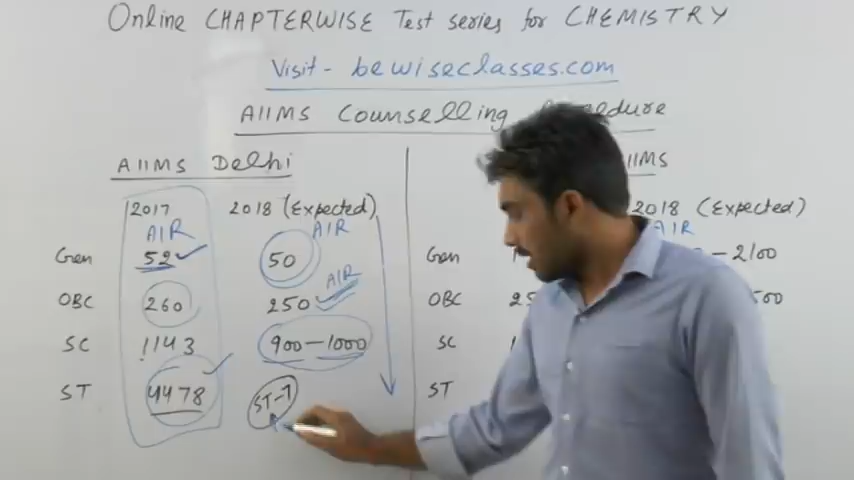 Online CHAPTERWISE Test series for CHEMISTRY
Visit - bewiseclasses.com
AIIMS Counselling
AIIMS Delhi
2017 2018 (Expected)
AIR AIR
Gen 52 50
AIR
OBC 260 250
SC 1143 900-1000
ST 4478 ST-7
2018 (Expected)
AIR
Gen - 2100
OBC
SC
ST